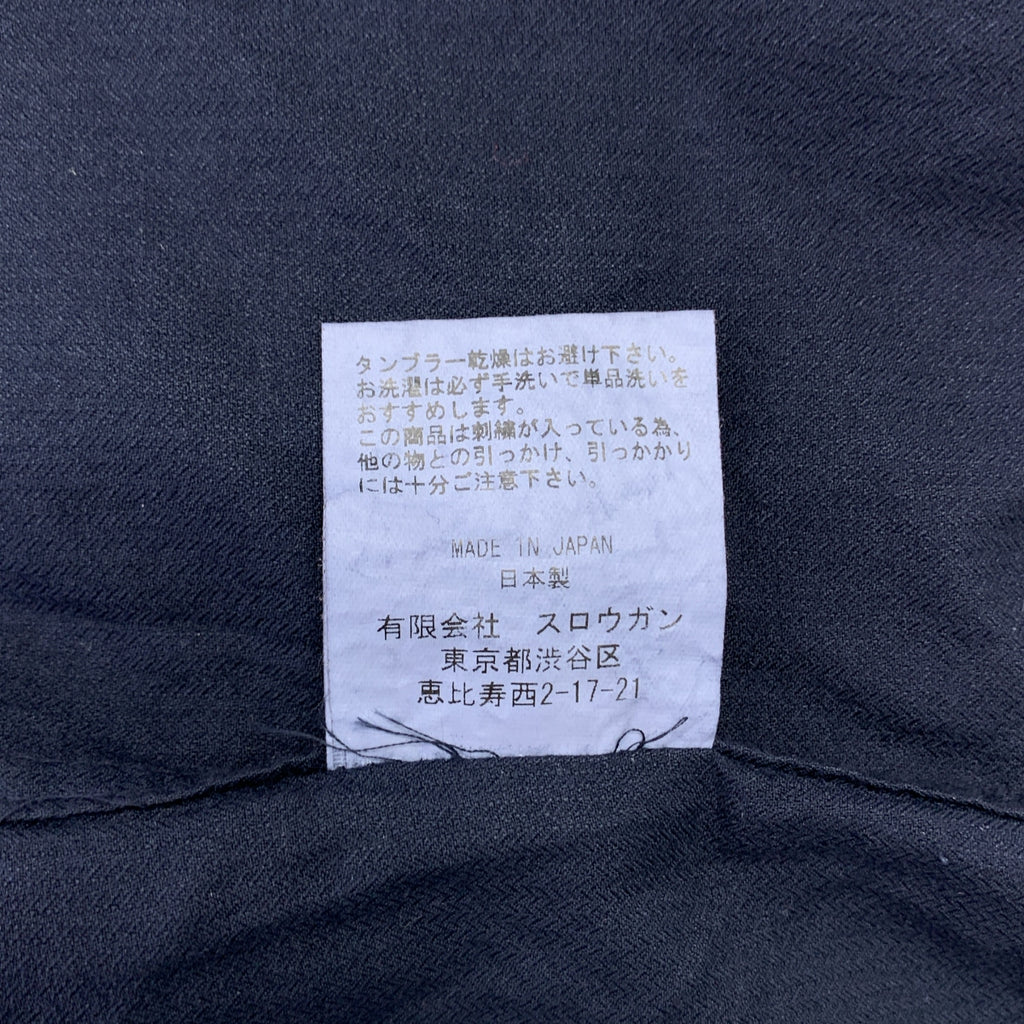 タンブラー乾燥はお避け下さい。
お洗濯は必ず手洗いで単品洗いを
おすすめします。
この商品は刺繍が入っている為、
他の物との引っかけ、引っかかり
には十分ご注意下さい。
MADE IN JAPAN
日本製
有限会社　スロウガン
東京都渋谷区
恵比寿西2-17-21